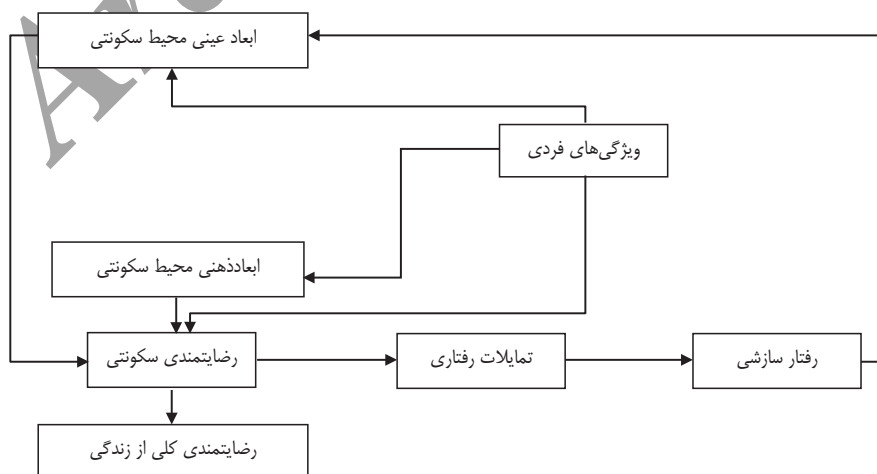 ابعاد عینی محیط سکونتی
ویژگی‌های فردی
ابعادذهنی محیط سکونتی
رضایتمندی سکونتی
تمایلات رفتاری
رفتار سازشی
رضایتمندی کلی از زندگی